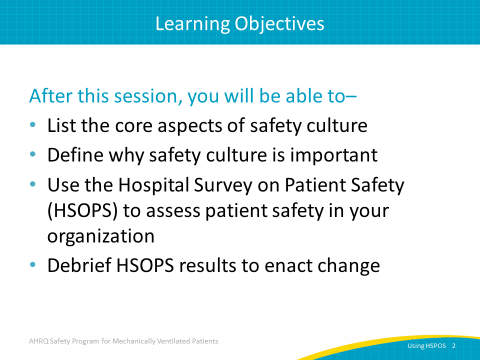 Learning Objectives
After this session, you will be able to–
• List the core aspects of safety culture
• Define why safety culture is important
• Use the Hospital Survey on Patient Safety
(HSOPS) to assess patient safety in your
organization
• Debrief HSOPS results to enact change
AHRQ Safety Program for Mechanically Ventilated Patients
Using HSPOS 2